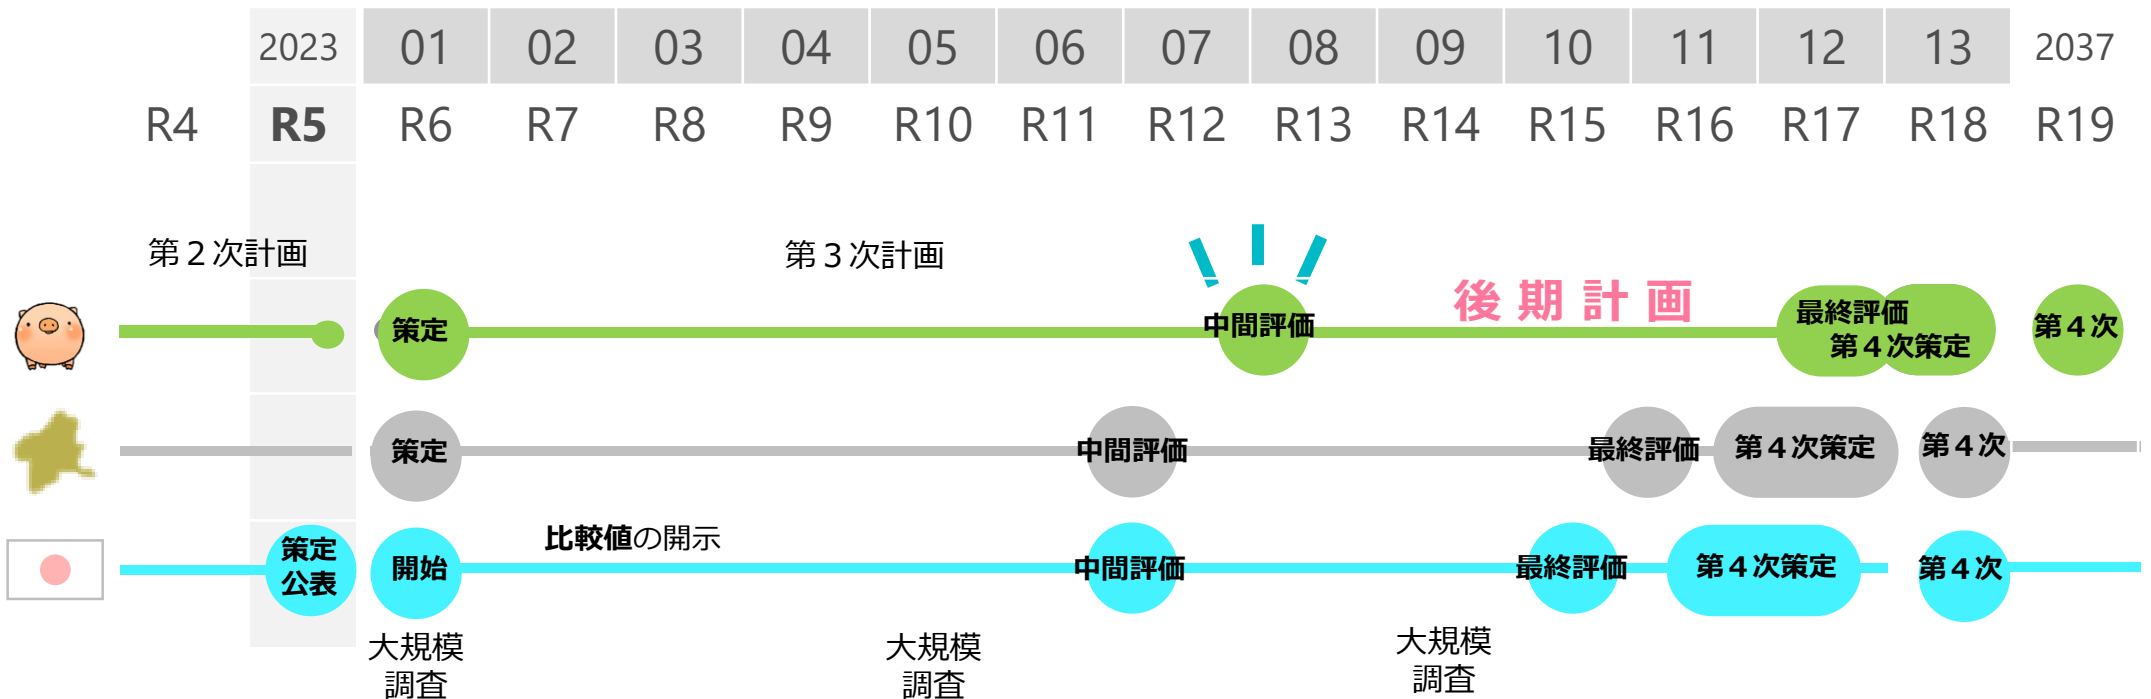 2023 01 02 03 04 05 06 07 08 09 10 11 12 13 2037
R4 R5 R6 R7 R8 R9 R10 R11 R12 R13 R14 R15 R16 R17 R18 R19
第２次計画 第３次計画
後期計画
策定 中間評価 最終評価
第４次策定
第４次
策定 中間評価 最終評価 第４次策定 第４次
比較値の開示
策定
公表
開始 中間評価 最終評価 第４次策定 第４次
大規模
調査
大規模
調査
大規模
調査